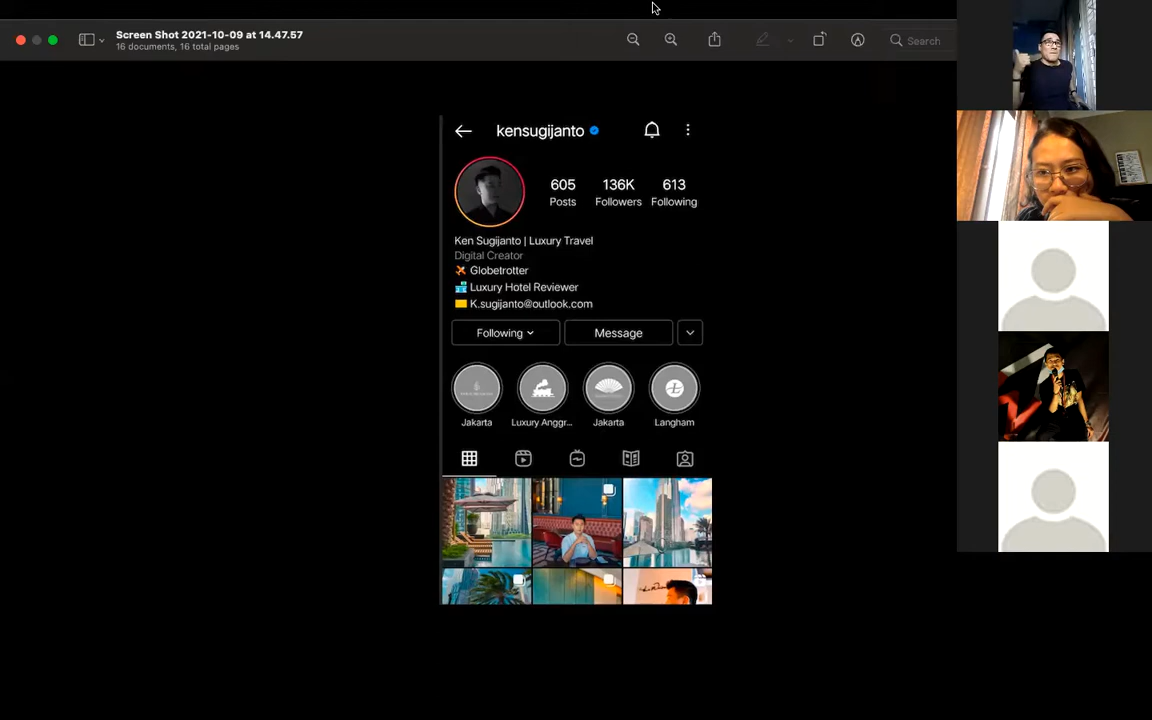 Screen Shot 2021-10-09 at 14.47.57
16 documents, 16 total pages
Search
kensugijanto
605 136K 613
Posts Followers Following
Ken Sugijanto | Luxury Travel
Digital Creator
Globetrotter
Luxury Hotel Reviewer
K.sugijanto@outlook.com
Following Message
Jakarta Luxury Anggr... Jakarta Langham